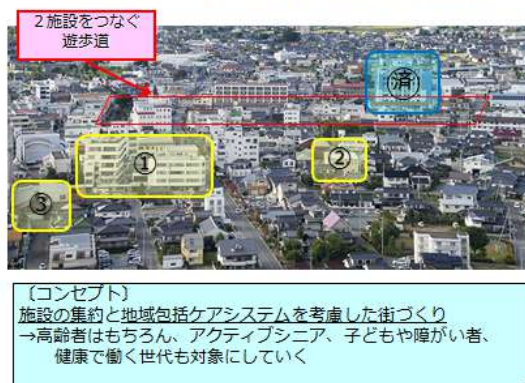 2施設をつなぐ
遊歩道
済
①
②
③
〔コンセプト〕
施設の集約と地域包括ケアシステムを考慮した街づくり
→高齢者はもちろん、アクティブシニア、子どもや障がい者、
健康で働く世代も対象にしていく